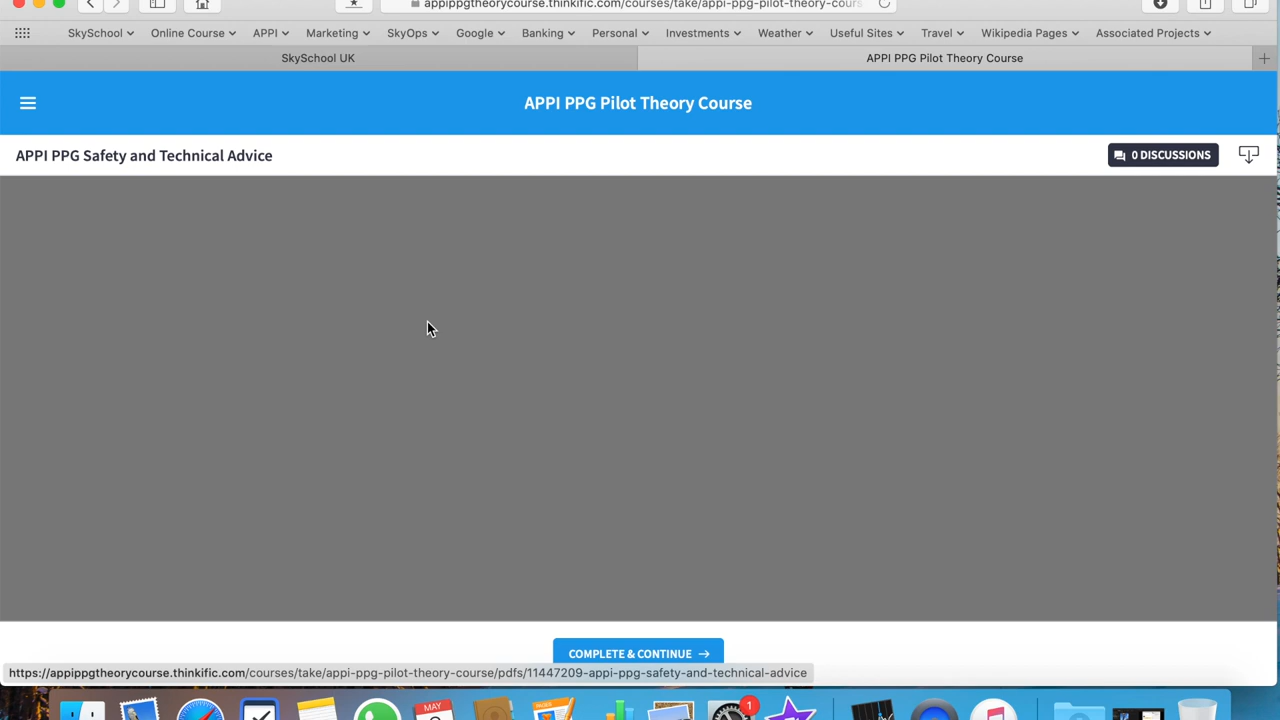 appippgtheorycourse.thinkific.com/courses/take/appi-ppg-pilot-theory-cours
SkySchool Online Course APPI Marketing SkyOps Google Banking Personal Investments Weather Useful Sites Travel Wikipedia Pages Associated Projects
SkySchool UK APPI PPG Pilot Theory Course
APPI PPG Pilot Theory Course
APPI PPG Safety and Technical Advice 0 DISCUSSIONS
COMPLETE & CONTINUE →
https://appippgtheorycourse.thinkific.com/courses/take/appi-ppg-pilot-theory-course/pdfs/11447209-appi-ppg-safety-and-technical-advice
MAY 1